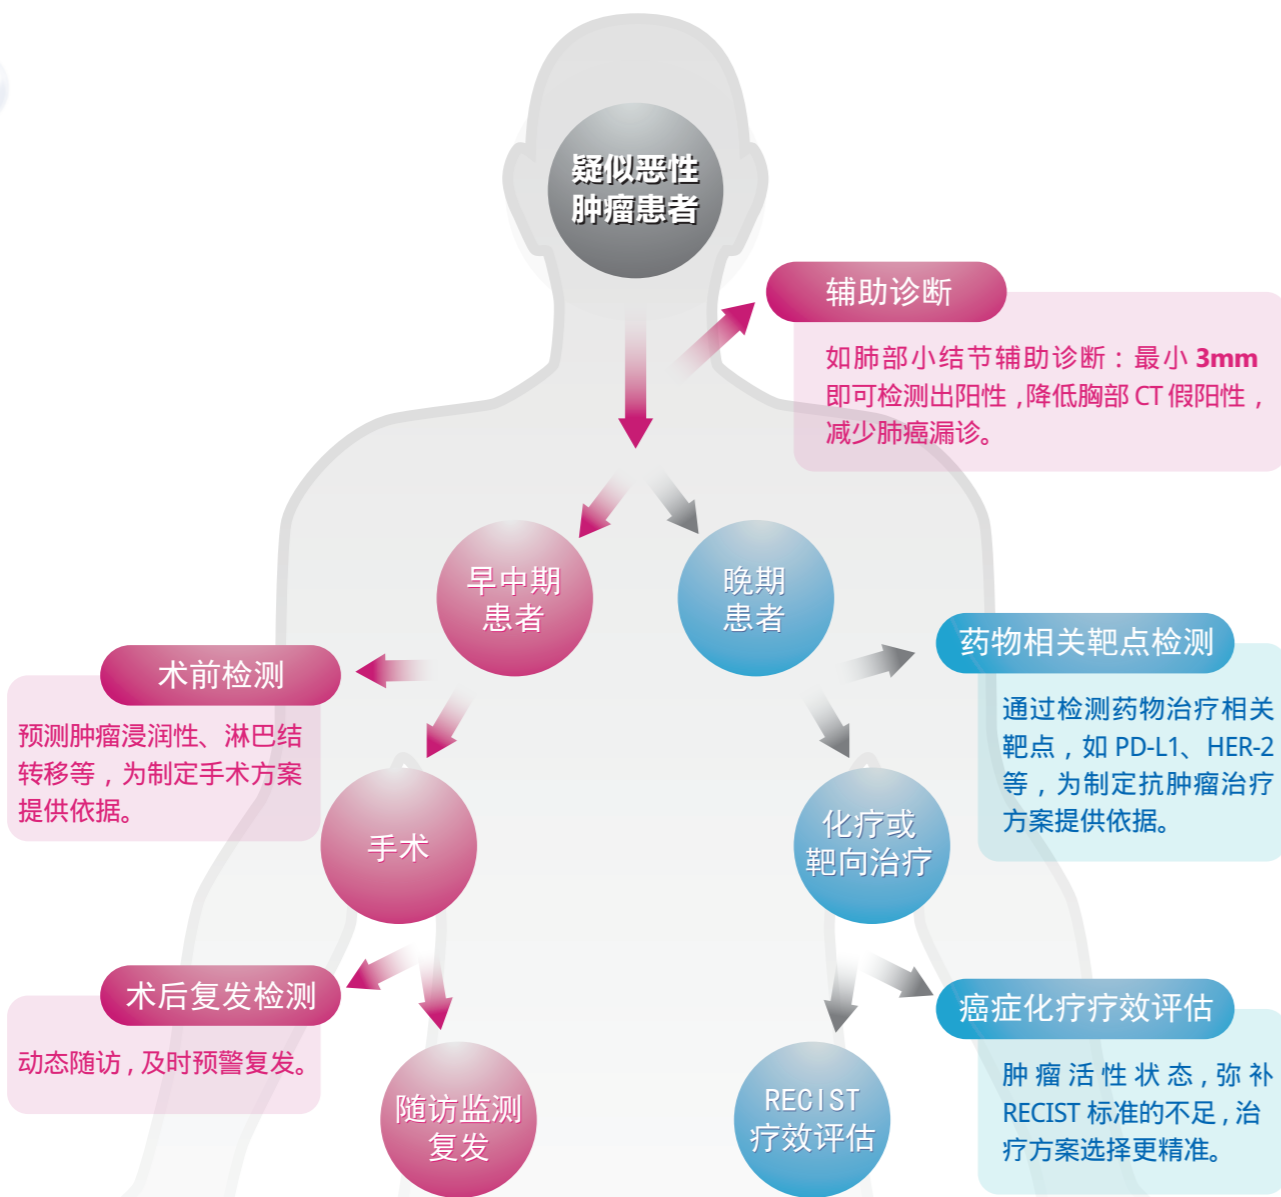 疑似恶性
肿瘤患者
辅助诊断
如肺部小结节辅助诊断：最小 3mm
即可检测出阳性，降低胸部 CT 假阳性，
减少肺癌漏诊。
早中期
患者
晚期
患者
术前检测
预测肿瘤浸润性、淋巴结
转移等，为制定手术方案
提供依据。
药物相关靶点检测
通过检测药物治疗相关
靶点，如 PD-L1、HER-2
等，为制定抗肿瘤治疗
方案提供依据。
手术
化疗或
靶向治疗
术后复发检测
动态随访，及时预警复发。
癌症化疗疗效评估
肿瘤活性状态，弥补
RECIST 标准的不足，治
疗方案选择更精准。
随访监测
复发
RECIST
疗效评估